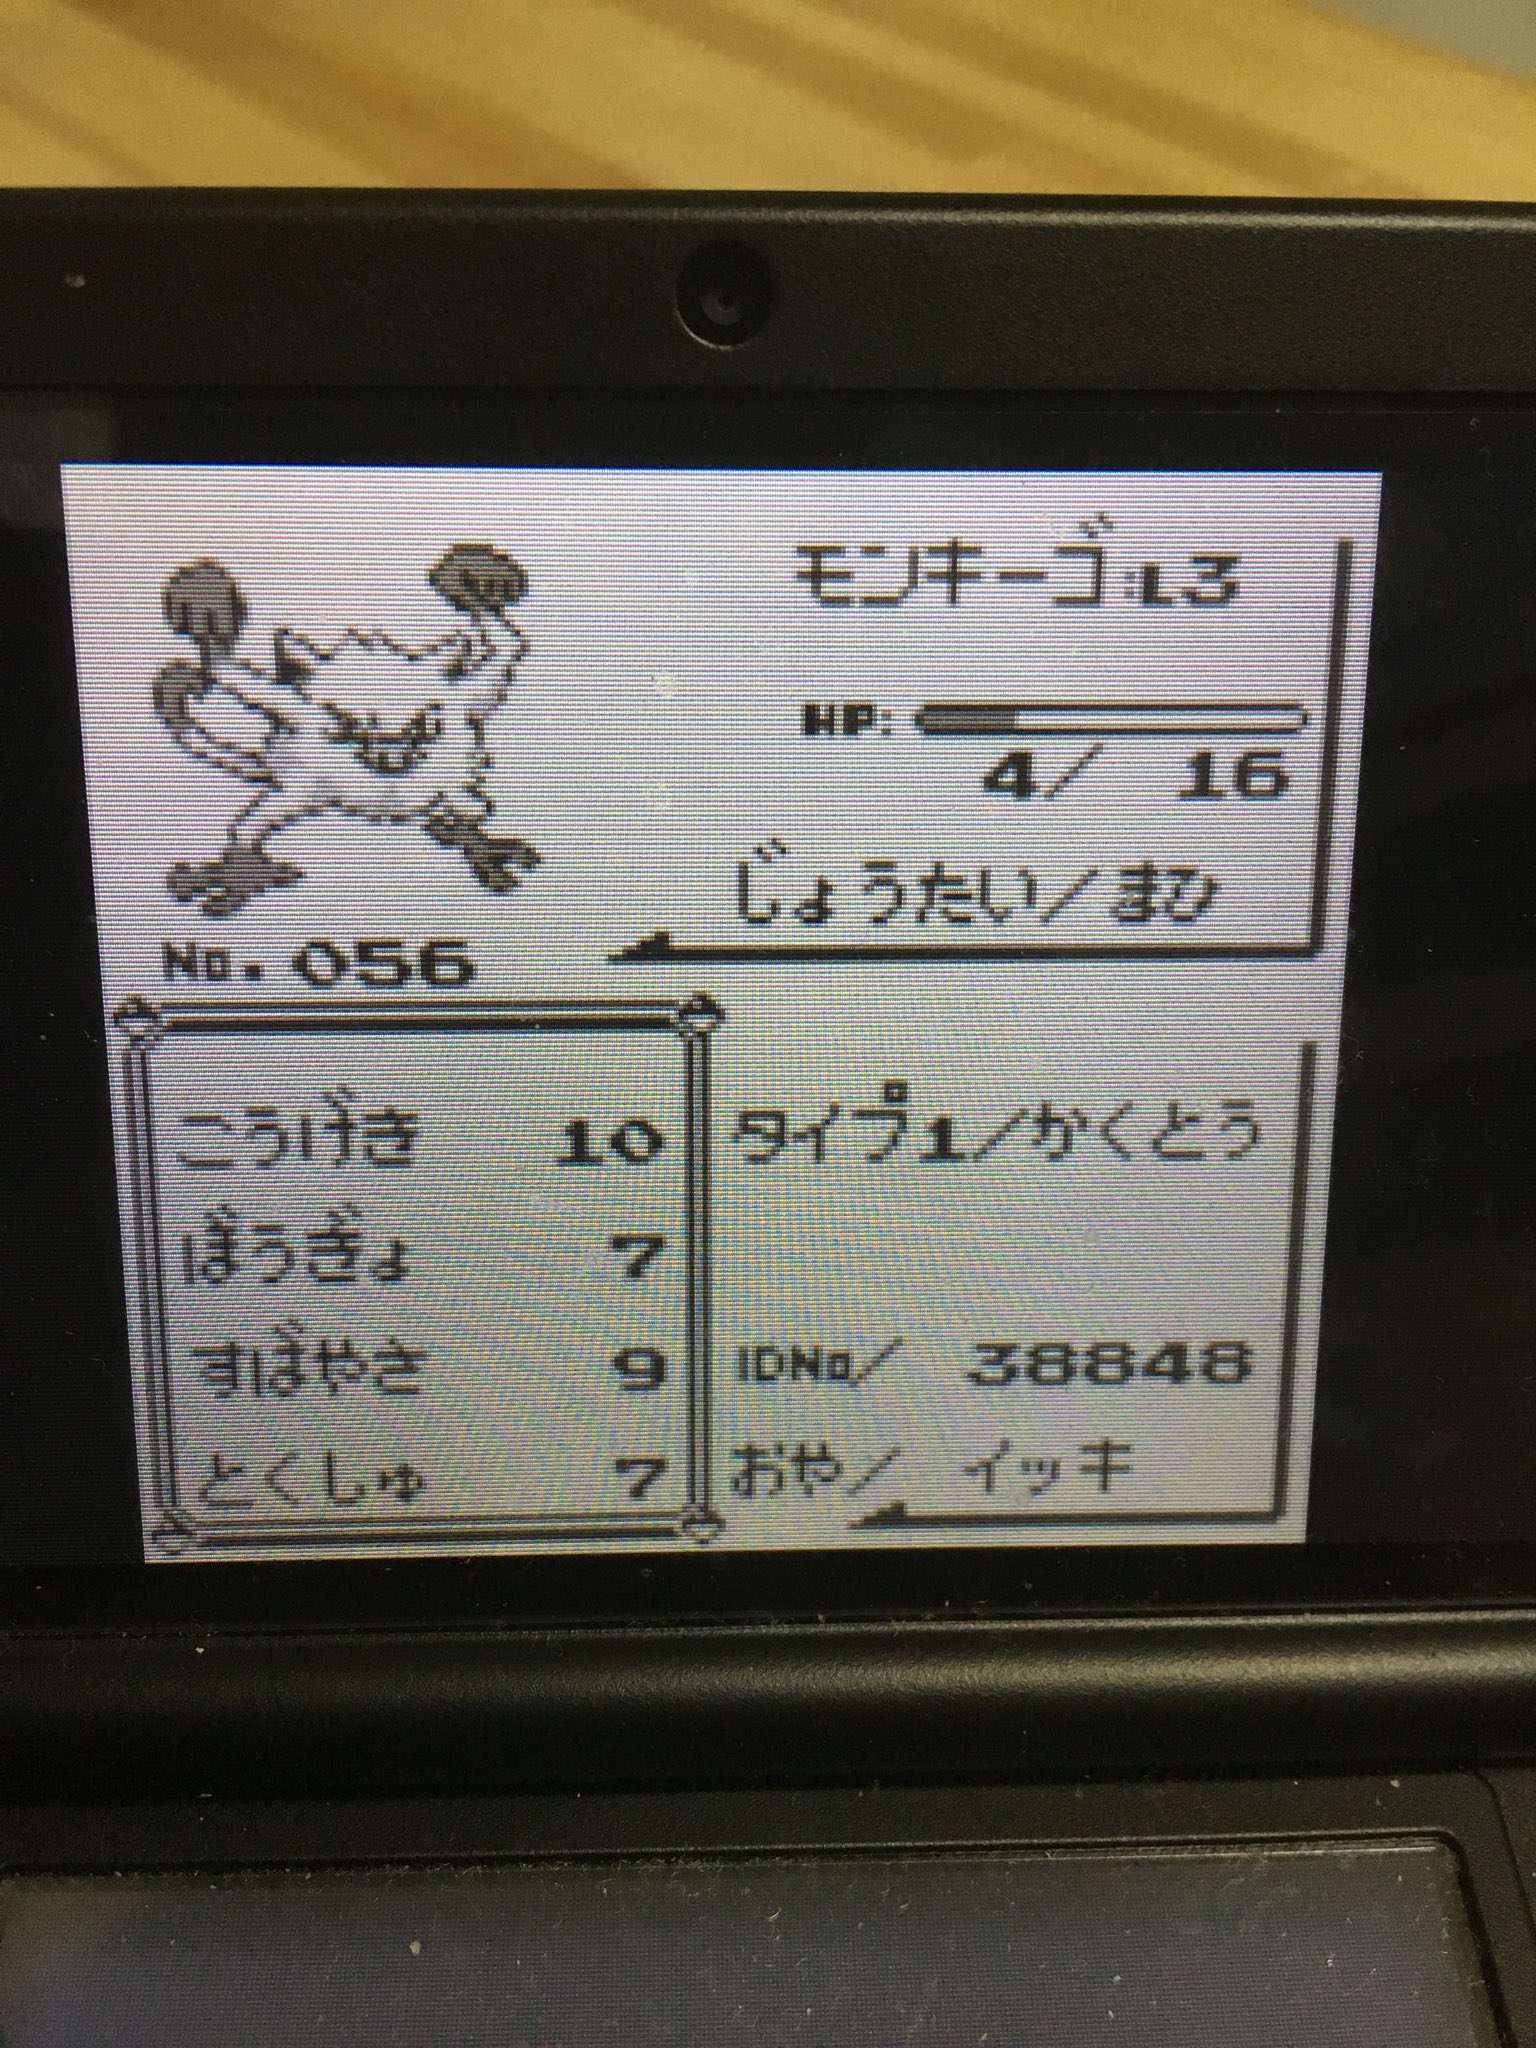 モンキーゴ:L3
HP:
4/ 16
じょうたい/まひ
No.056
こうげき 10
ぼうぎょ 7
すばやさ 9
とくしゅ 7
タイプ1/かくとう
IDNo/ 38848
おや/ イッキ